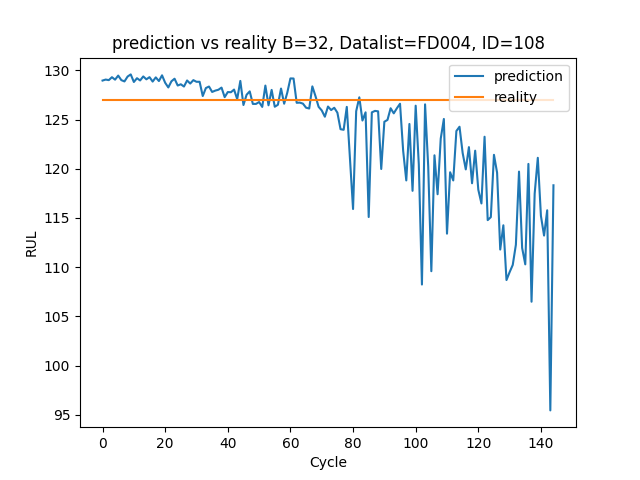 prediction vs reality B=32, Datalist=FD004, ID=108
prediction
reality
RUL
130
125
120
115
110
105
100
95
0 20 40 60 80 100 120 140
Cycle